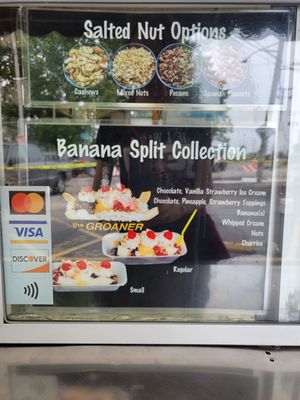 Salted Nut Options
Cashews Mixed Nuts Pecans Spanish Peanuts
Banana Split Collection
Chocolate, Vanilla Strawberry Ice Cream
Chocolate, Pineapple, Strawberry Toppings
Banana(s)
Whipped Cream
Nuts
Cherries
the GROANER
Regular
Small
MasterCard
VISA
DISCOVER